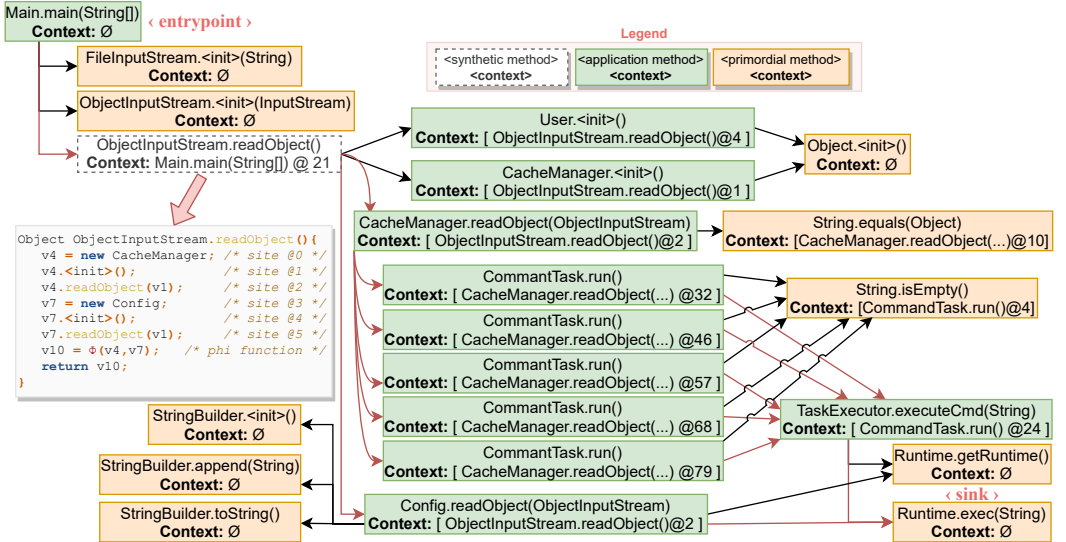 Main.main(String[])
Context: Ø
‹ entrypoint ›
Legend
<synthetic method>
<context>
<application method>
<context>
<primordial method>
<context>
FileInputStream.<init>(String)
Context: Ø
ObjectInputStream.<init>(InputStream)
Context: Ø
ObjectInputStream.readObject()
Context: Main.main(String[]) @ 21
User.<init>()
Context: [ ObjectInputStream.readObject()@4 ]
Object.<init>()
Context: Ø
CacheManager.<init>()
Context: [ ObjectInputStream.readObject()@1 ]
CacheManager.readObject(ObjectInputStream)
Context: [ ObjectInputStream.readObject()@2 ]
String.equals(Object)
Context: [CacheManager.readObject(...)@10]
Object ObjectInputStream.readObject(){
v4 = new CacheManager; /* site @0 */
v4.<init>(); /* site @1 */
v4.readObject(v1); /* site @2 */
v7 = new Config; /* site @3 */
v7.<init>(); /* site @4 */
v7.readObject(v1); /* site @5 */
v10 = Φ(v4,v7); /* phi function */
return v10;
}
CommantTask.run()
Context: [ CacheManager.readObject(...) @32 ]
String.isEmpty()
Context: [CommandTask.run()@4]
CommantTask.run()
Context: [ CacheManager.readObject(...) @46 ]
CommantTask.run()
Context: [ CacheManager.readObject(...) @57 ]
CommantTask.run()
Context: [ CacheManager.readObject(...) @68 ]
TaskExecutor.executeCmd(String)
Context: [ CommandTask.run() @24 ]
CommantTask.run()
Context: [ CacheManager.readObject(...) @79 ]
StringBuilder.<init>()
Context: Ø
StringBuilder.append(String)
Context: Ø
StringBuilder.toString()
Context: Ø
Config.readObject(ObjectInputStream)
Context: [ ObjectInputStream.readObject()@2 ]
Runtime.getRuntime()
Context: Ø
‹ sink ›
Runtime.exec(String)
Context: Ø